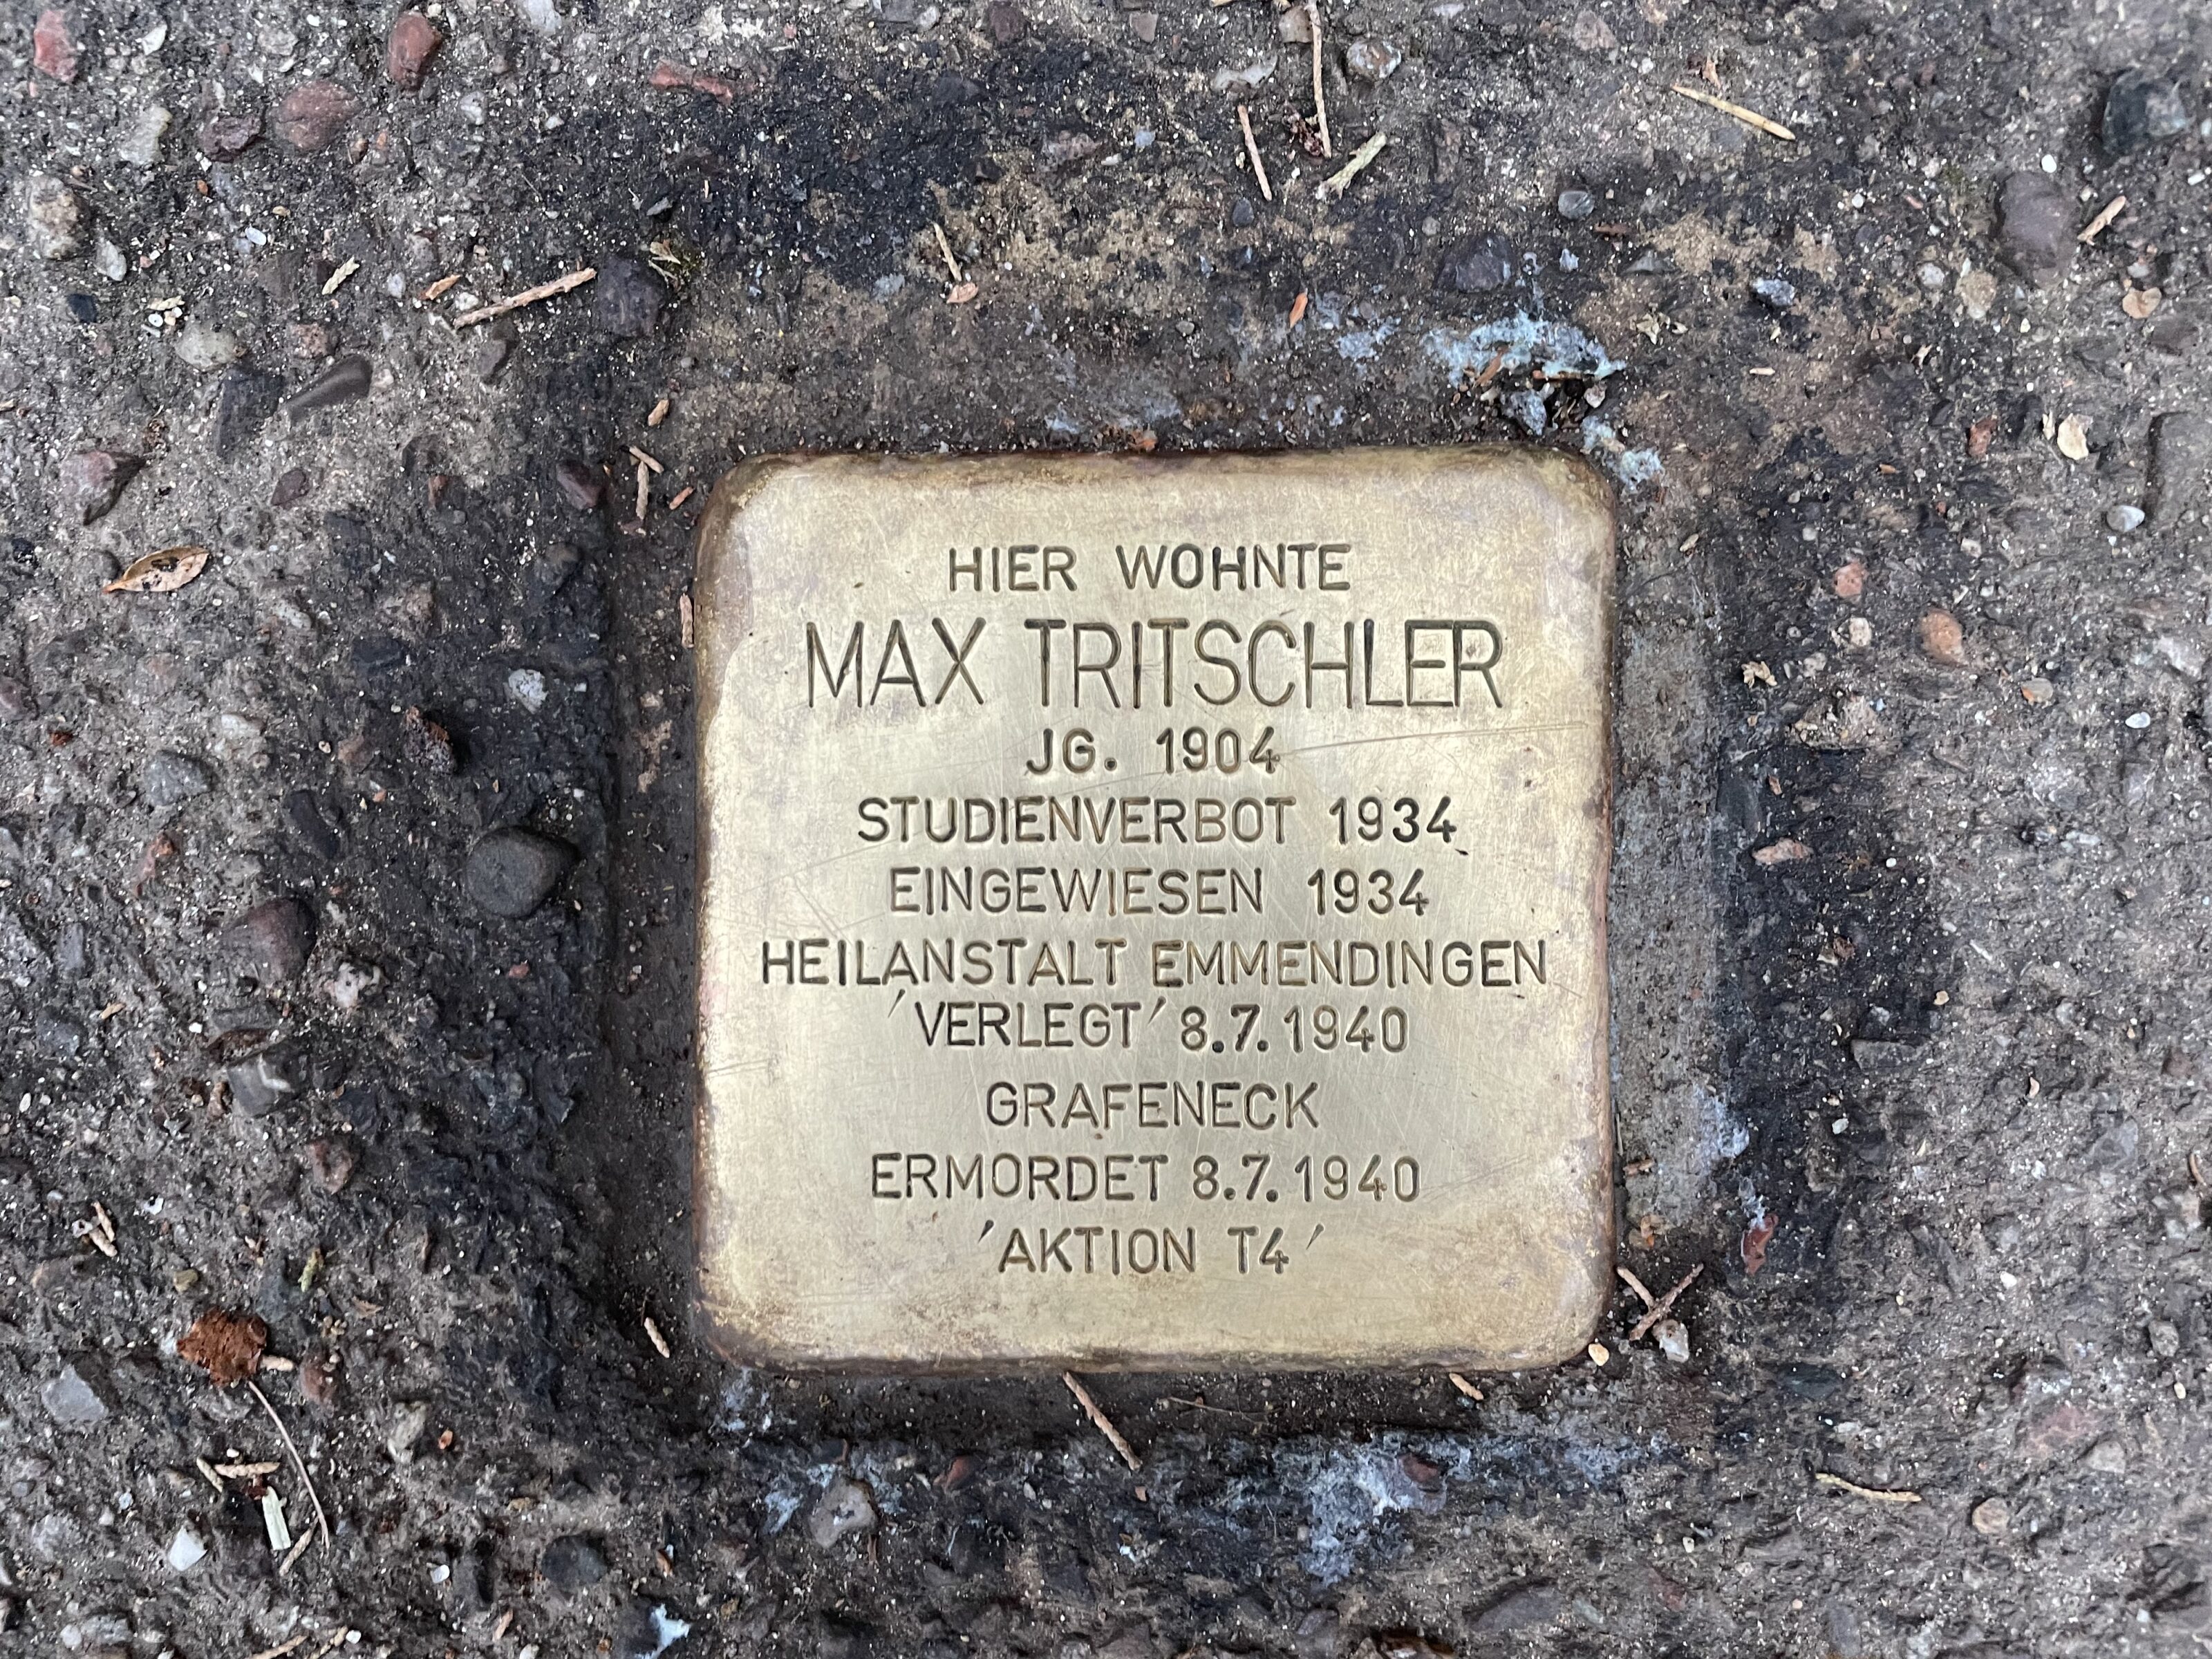 HIER WOHNTE
MAX TRITSCHLER
JG. 1904
STUDIENVERBOT 1934
EINGEWIESEN 1934
HEILANSTALT EMMENDINGEN
'VERLEGT' 8.7.1940
GRAFENECK
ERMORDET 8.7.1940
'AKTION T4'